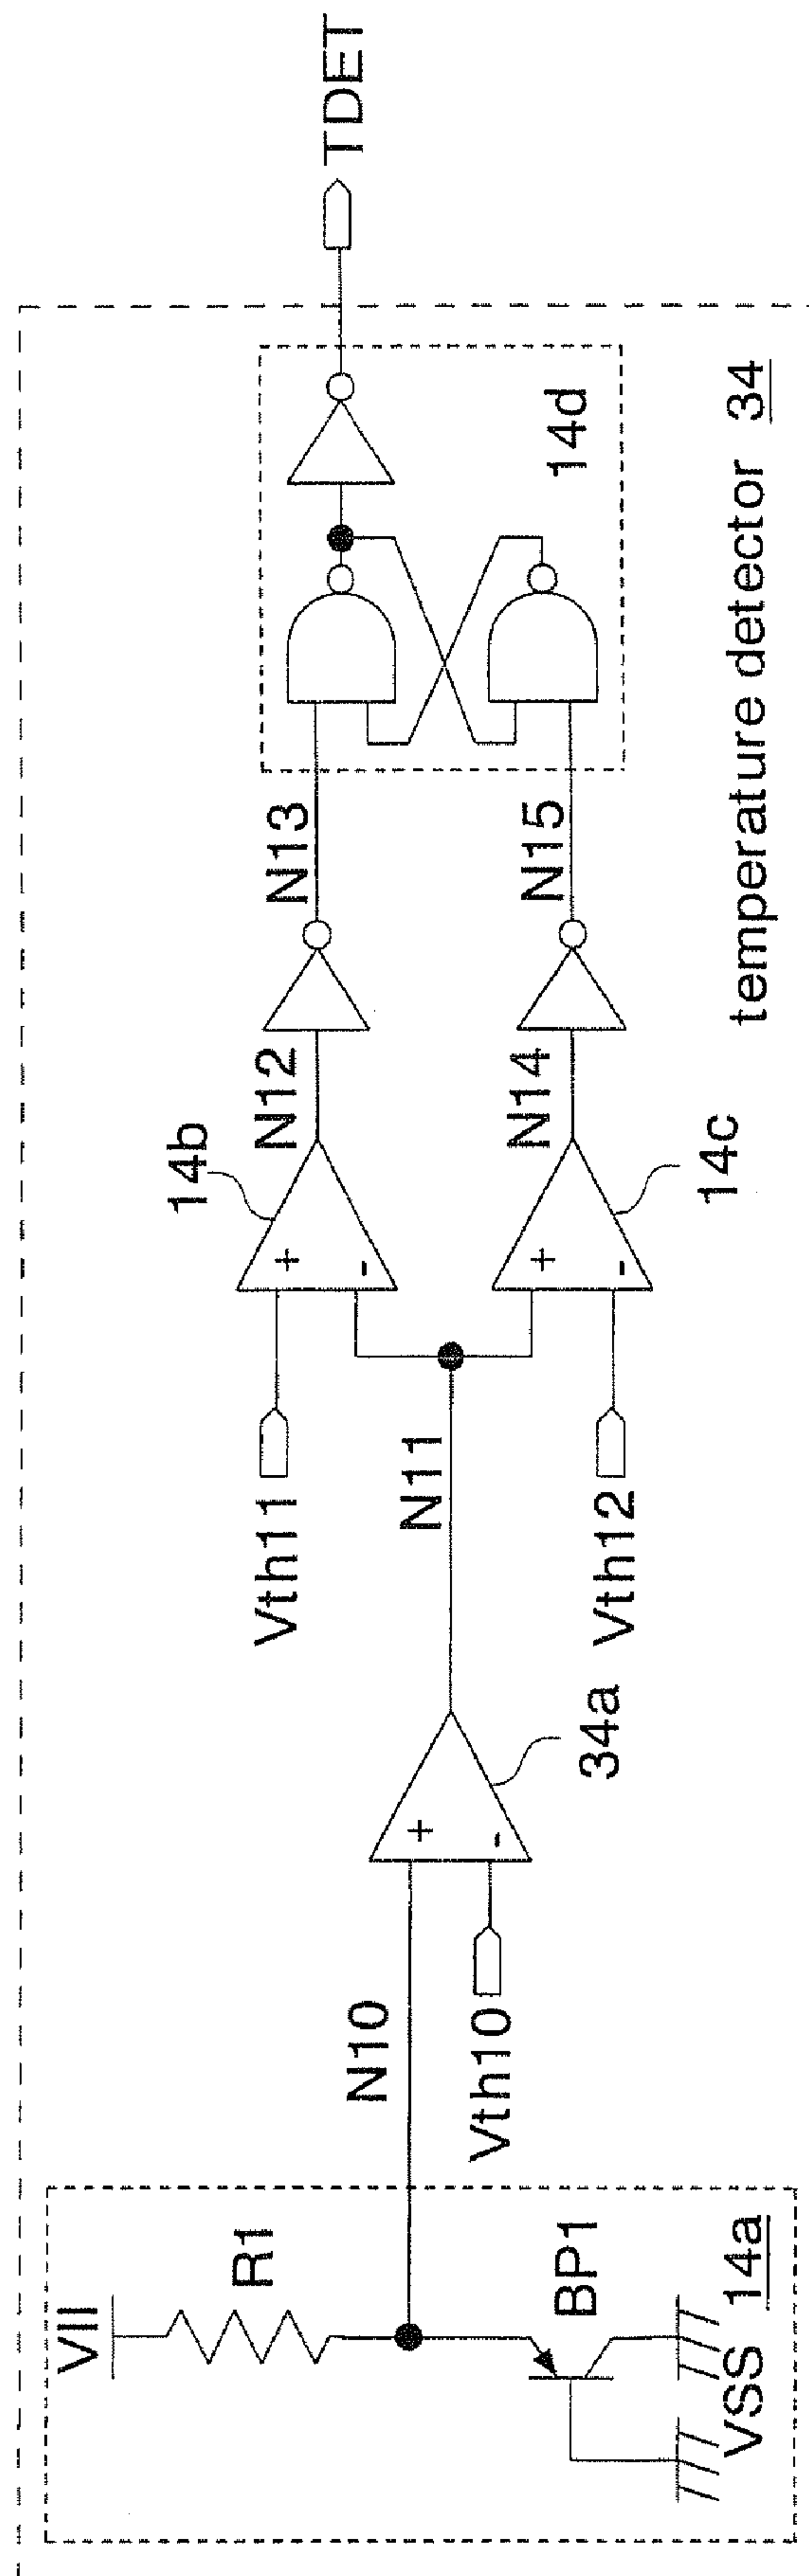 VII
R1
BP1
VSS
14a
N10
Vth10
34a
N11
Vth11
Vth12
14b
14c
N12
N14
N13
N15
14d
TDET
temperature detector 34